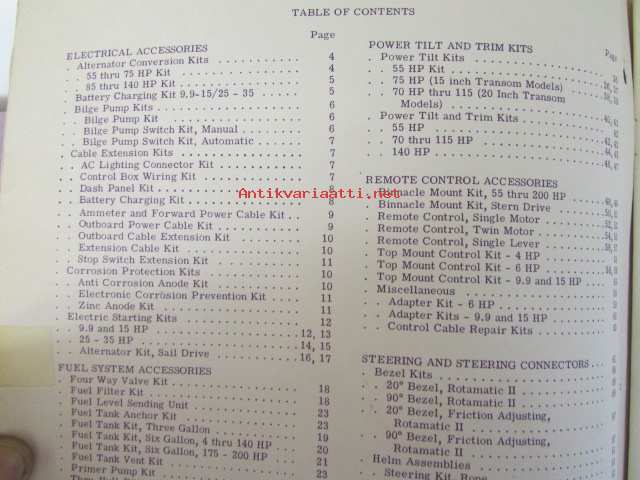 TABLE OF CONTENTS
Page
ELECTRICAL ACCESSORIES
Alternator Conversion Kits 4
55 thru 75 HP Kit 4
85 thru 140 HP Kit 5
Battery Charging Kit 9.9-15/25 - 35 5
Bilge Pump Kits 6
Bilge Pump Kit 6
Bilge Pump Switch Kit, Manual 6
Bilge Pump Switch Kit, Automatic 7
Cable Extension Kits 7
AC Lighting Connector Kit 7
Control Box Wiring Kit 7
Dash Panel Kit 8
Battery Charging Kit 8
Ammeter and Forward Power Cable Kit 9
Outboard Power Cable Kit 9
Outboard Cable Extension Kit 10
Extension Cable Kit 10
Stop Switch Extension Kit 11
Corrosion Protection Kits 10
Anti Corrosion Anode Kit 10
Electronic Corrosion Prevention Kit 11
Zinc Anode Kit 11
Electric Starting Kits 12
9.9 and 15 HP 12, 13
25 - 35 HP 14, 15
Alternator Kit, Sail Drive 16, 17
FUEL SYSTEM ACCESSORIES
Four Way Valve Kit
Fuel Filter Kit 18
Fuel Level Sending Unit 18
Fuel Tank Anchor Kit 23
Fuel Tank Kit, Three Gallon 23
Fuel Tank Kit, Six Gallon, 4 thru 140 HP 19
Fuel Tank Kit, Six Gallon, 175 - 200 HP 20
Fuel Tank Vent Kit 21
Primer Pump Kit 23
Page
POWER TILT AND TRIM KITS
Power Tilt Kits
55 HP Kit
75 HP (15 inch Transom Models)
70 HP thru 115 (20 Inch Transom
Models)
Power Tilt and Trim Kits
55 HP
70 thru 115 HP
140 HP
REMOTE CONTROL ACCESSORIES
Binnacle Mount Kit, 55 thru 200 HP
Binnacle Mount Kit, Stern Drive
Remote Control, Single Motor
Remote Control, Twin Motor
Remote Control, Single Lever
Top Mount Control Kit - 4 HP
Top Mount Control Kit - 6 HP
Top Mount Control Kit - 9.9 and 15 HP
Miscellaneous
Adapter Kit - 6 HP
Adapter Kits - 9.9 and 15 HP
Control Cable Repair Kits
STEERING AND STEERING CONNECTORS
Bezel Kits
20° Bezel, Rotamatic II
90° Bezel, Rotamatic II
20° Bezel, Friction Adjusting,
Rotamatic II
90° Bezel, Friction Adjusting,
Rotamatic II
Helm Assemblies
Steering Kit, Rope
Antikvariaatti.net